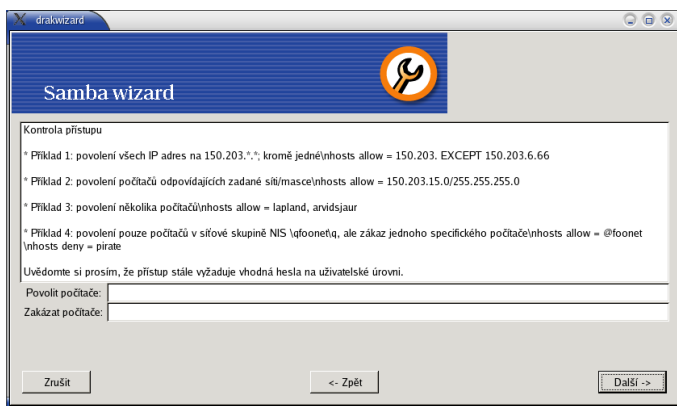 drakwizard
Samba wizard
Kontrola přístupu
* Příklad 1: povolení všech IP adres na 150.203.*.*; kromě jedné\nhosts allow = 150.203. EXCEPT 150.203.6.66
* Příklad 2: povolení počítačů odpovídajících zadané síti/masce\nhosts allow = 150.203.15.0/255.255.255.0
* Příklad 3: povolení několika počítačů\nhosts allow = lapland, arvidsjaur
* Příklad 4: povolení pouze počítačů v síťové skupině NIS \qfoonet\q, ale zákaz jednoho specifického počítače\nhosts allow = @foonet
\nhosts deny = pirate
Uvědomte si prosím, že přístup stále vyžaduje vhodná hesla na uživatelské úrovni.
Povolit počítače:
Zakázat počítače:
Zrušit
<- Zpět
Další ->